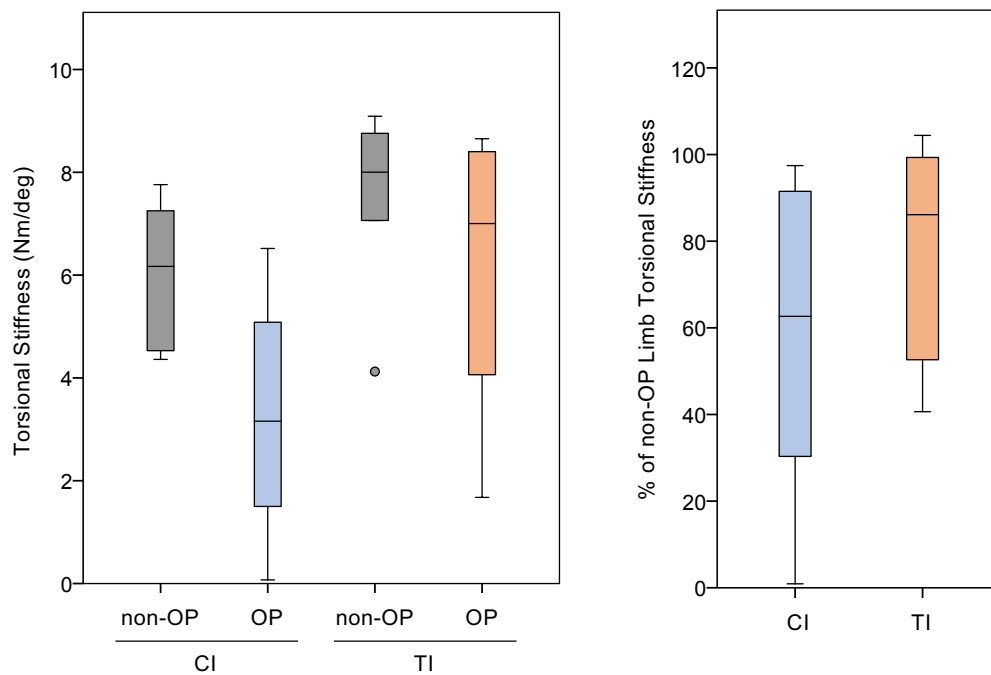 Torsional Stiffness (Nm/deg)
10
8
6
4
2
0
non-OP OP non-OP OP
CI TI
% of non-OP Limb Torsional Stiffness
120
100
80
60
40
20
0
CI TI